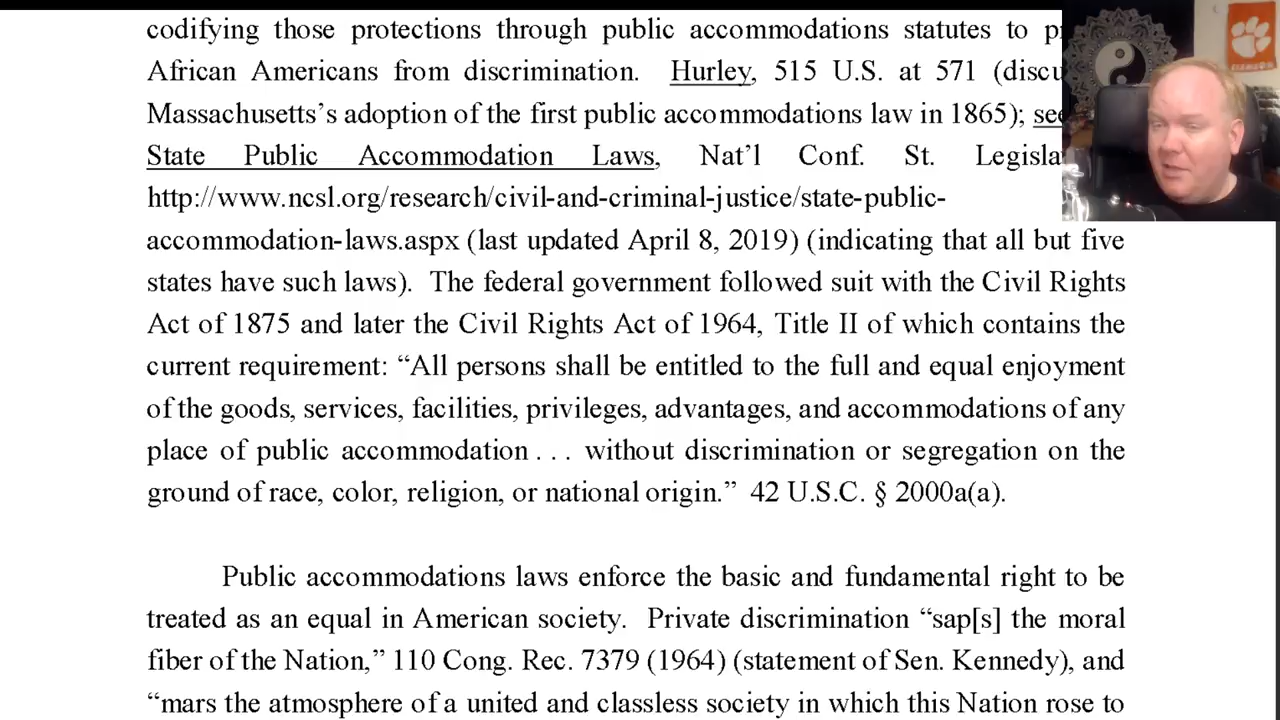 codifying those protections through public accommodations statutes to
African Americans from discrimination. Hurley, 515 U.S. at 571
Massachusetts’s adoption of the first public accommodations law in 1865);
State Public Accommodation Laws, Nat’l Conf. St.
http://www.ncsl.org/research/civil-and-criminal-justice/state-public-
accommodation-laws.aspx (last updated April 8, 2019) (indicating that all but five
states have such laws). The federal government followed suit with the Civil Rights
Act of 1875 and later the Civil Rights Act of 1964, Title II of which contains the
current requirement: “All persons shall be entitled to the full and equal enjoyment
of the goods, services, facilities, privileges, advantages, and accommodations of any
place of public accommodation . . . without discrimination or segregation on the
ground of race, color, religion, or national origin.” 42 U.S.C. § 2000a(a).
Public accommodations laws enforce the basic and fundamental right to be
treated as an equal in American society. Private discrimination “sap[s] the moral
fiber of the Nation,” 110 Cong. Rec. 7379 (1964) (statement of Sen. Kennedy), and
“mars the atmosphere of a united and classless society in which this Nation rose to